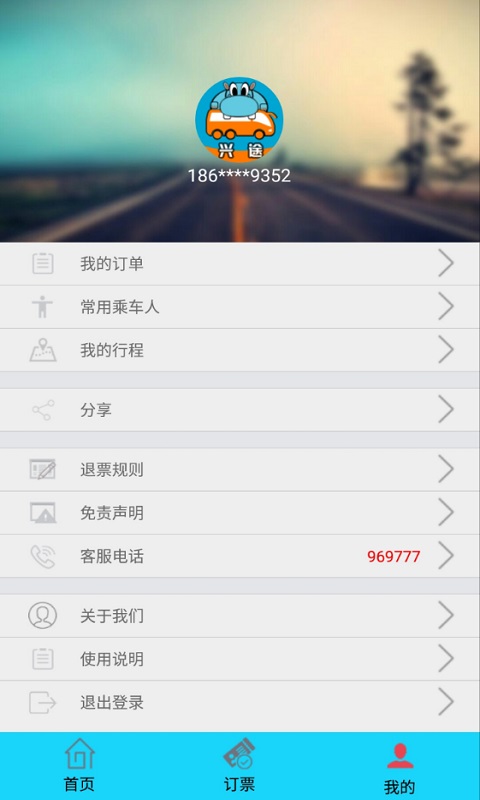 兴途
186****9352
我的订单
常用乘车人
我的行程
分享
退票规则
免责声明
客服电话 969777
关于我们
使用说明
退出登录
首页 订票 我的